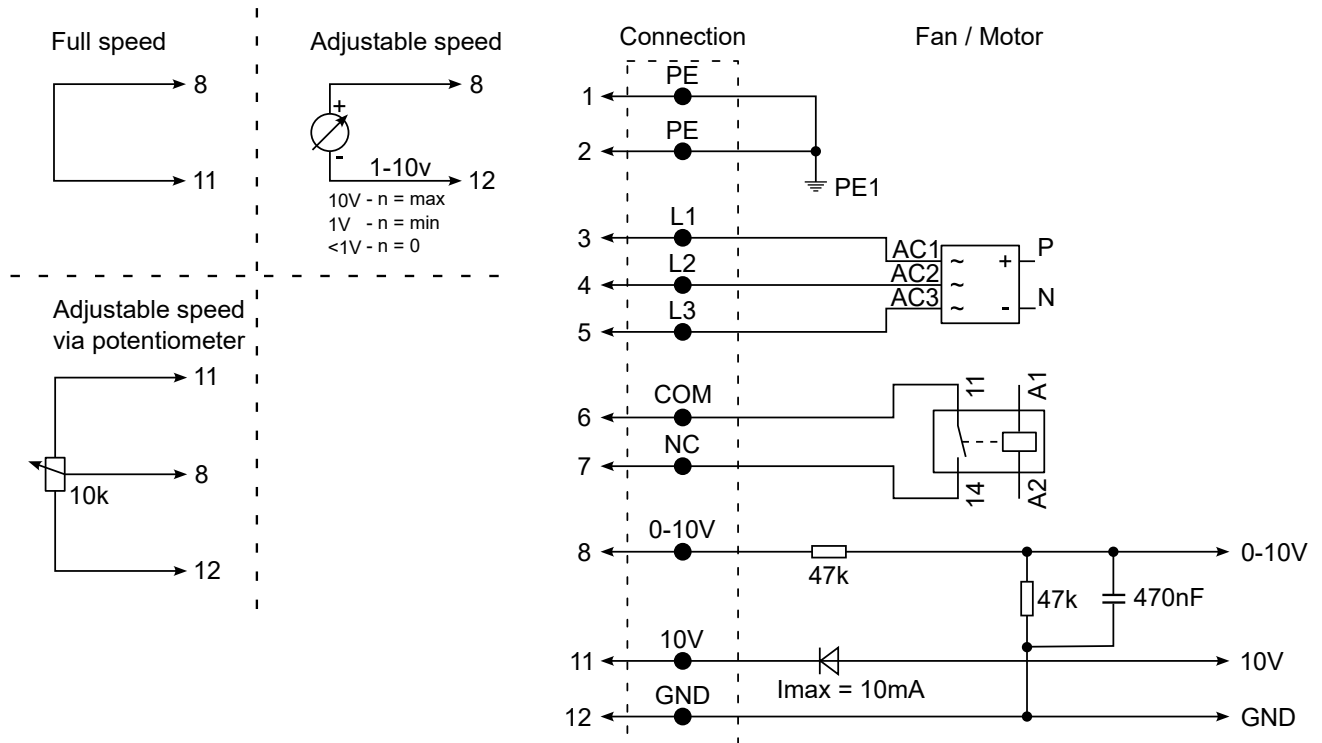 Full speed
8
11
Adjustable speed
+
8
-
1-10v
12
10V - n = max
1V - n = min
<1V - n = 0
Adjustable speed
via potentiometer
11
8
10k
12
Connection
Fan / Motor
PE
1
PE
2
PE1
L1
3
AC1 ~ + P
L2
4
AC2 ~
AC3 ~ - N
L3
5
COM
6
11
A1
NC
7
14
A2
0-10V
8
0-10V
47k
47k
470nF
10V
11
10V
Imax = 10mA
GND
12
GND